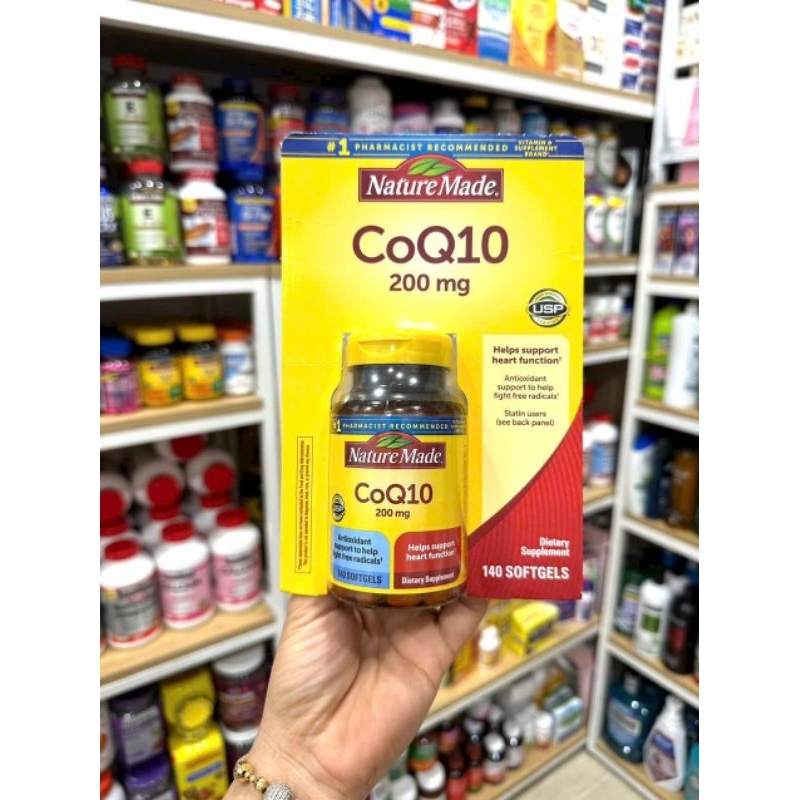 #1 PHARMACIST RECOMMENDED VITAMIN & SUPPLEMENT BRAND*
Nature Made®
CoQ10
200 mg
USP
Helps support
heart function†
Antioxidant
support to help
fight free radicals†
Statin users
(see back panel)
Dietary
Supplement
140 SOFTGELS
#1 PHARMACIST RECOMMENDED
Nature Made®
CoQ10
200 mg
USP
Antioxidant
support to help
fight free radicals†
Helps support
heart function†
140 SOFTGELS
Dietary Supplement